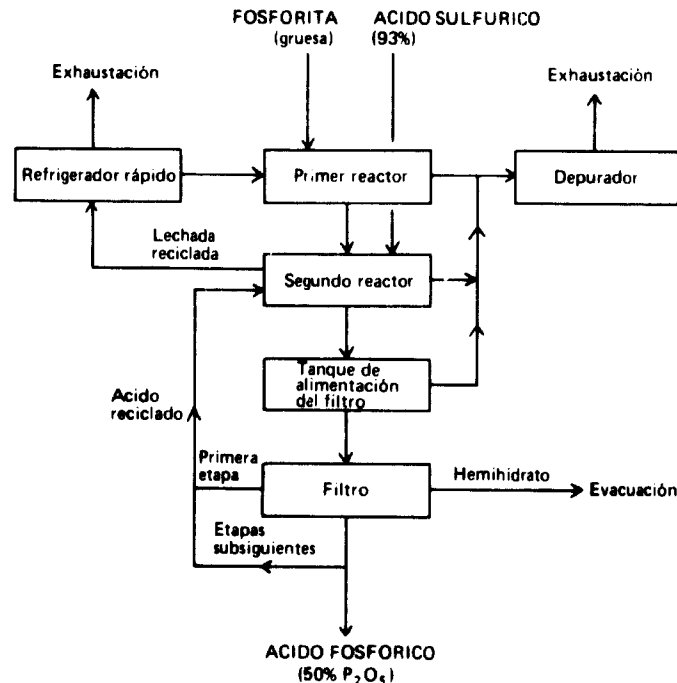 FOSFORITA
(gruesa)
ACIDO SULFURICO
(93%)
Exhaustación
Exhaustación
Refrigerador rápido
Primer reactor
Depurador
Lechada
reciclada
Segundo reactor
Tanque de
alimentación
del filtro
Acido
reciclado
Primera
etapa
Filtro
Hemihidrato
Evacuación
Etapas
subsiguientes
ACIDO FOSFORICO
(50% P₂O₅)